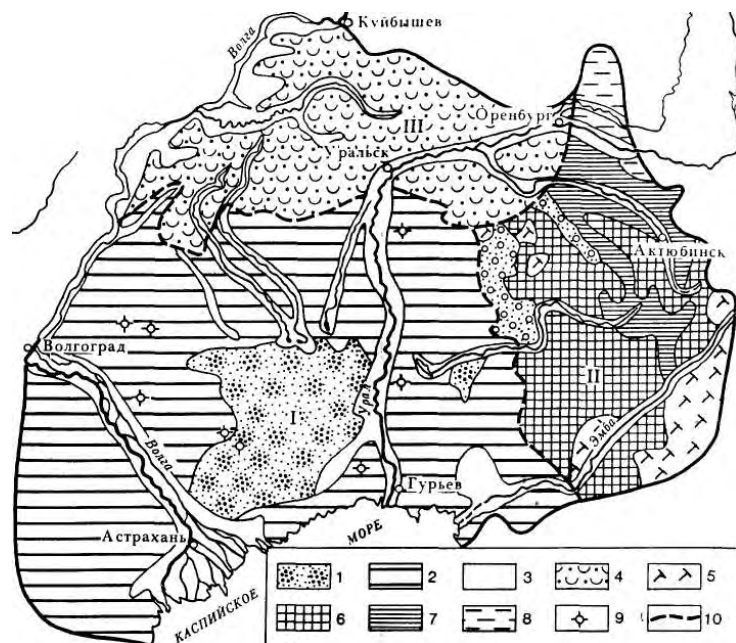 Куйбышев
Волга
Оренбург
III
Уральск
Актюбинск
Волгоград
II
I
Урал
Эмба
Волга
Гурьев
Астрахань
МОРЕ
КАСПИЙСКОЕ
1 2 3 4 5
6 7 8 9 10